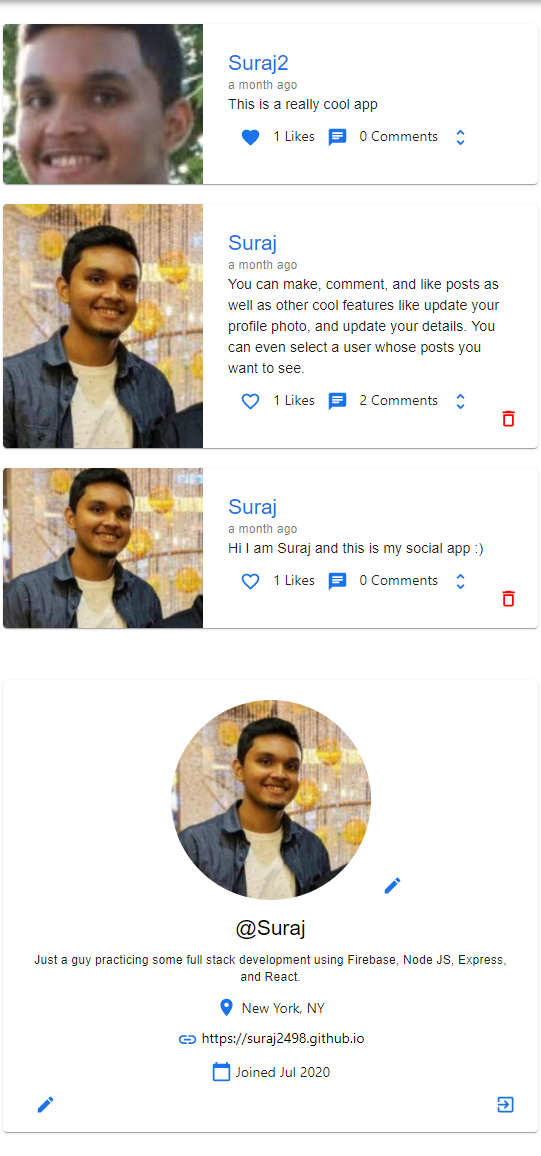 Suraj2
a month ago
This is a really cool app
1 Likes 0 Comments
Suraj
a month ago
You can make, comment, and like posts as
well as other cool features like update your
profile photo, and update your details. You
can even select a user whose posts you
want to see.
1 Likes 2 Comments
Suraj
a month ago
Hi I am Suraj and this is my social app :)
1 Likes 0 Comments
@Suraj
Just a guy practicing some full stack development using Firebase, Node JS, Express,
and React.
New York, NY
https://suraj2498.github.io
Joined Jul 2020